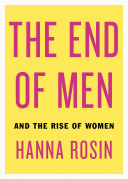 THE END
OF MEN
AND THE RISE OF WOMEN
HANNA ROSIN